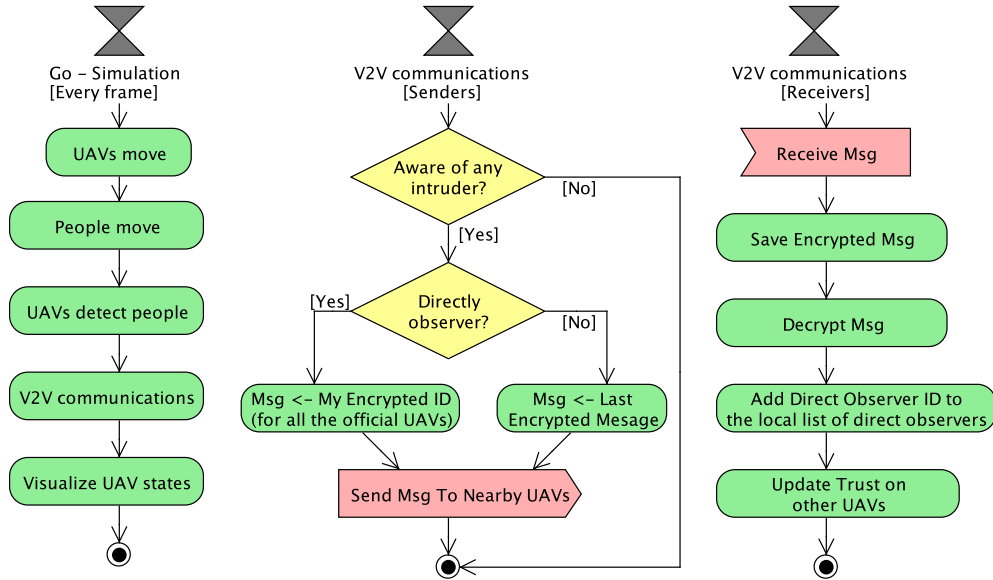 Go – Simulation
[Every frame]
UAVs move
People move
UAVs detect people
V2V communications
Visualize UAV states
V2V communications
[Senders]
Aware of any
intruder?
[No]
[Yes]
Directly
observer?
[Yes]
[No]
Msg <- My Encrypted ID
(for all the official UAVs)
Msg <- Last
Encrypted Mesage
Send Msg To Nearby UAVs
V2V communications
[Receivers]
Receive Msg
Save Encrypted Msg
Decrypt Msg
Add Direct Observer ID to
the local list of direct observers
Update Trust on
other UAVs